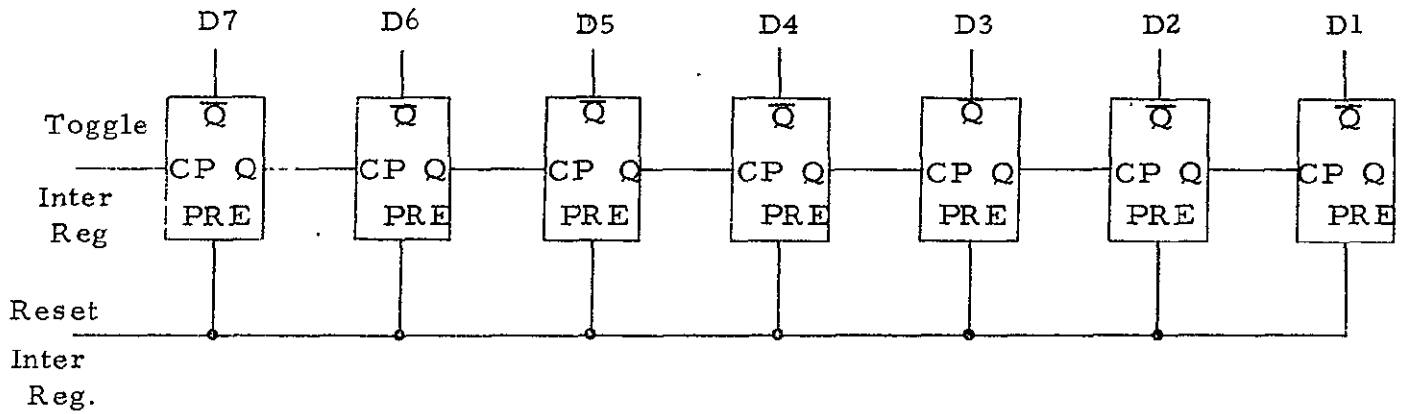 D7 D6 D5 D4 D3 D2 D1
Q̅ Q̅ Q̅ Q̅ Q̅ Q̅ Q̅
Toggle
CP Q CP Q CP Q CP Q CP Q CP Q CP Q
Inter
Reg
PRE PRE PRE PRE PRE PRE PRE
Reset
Inter
Reg.